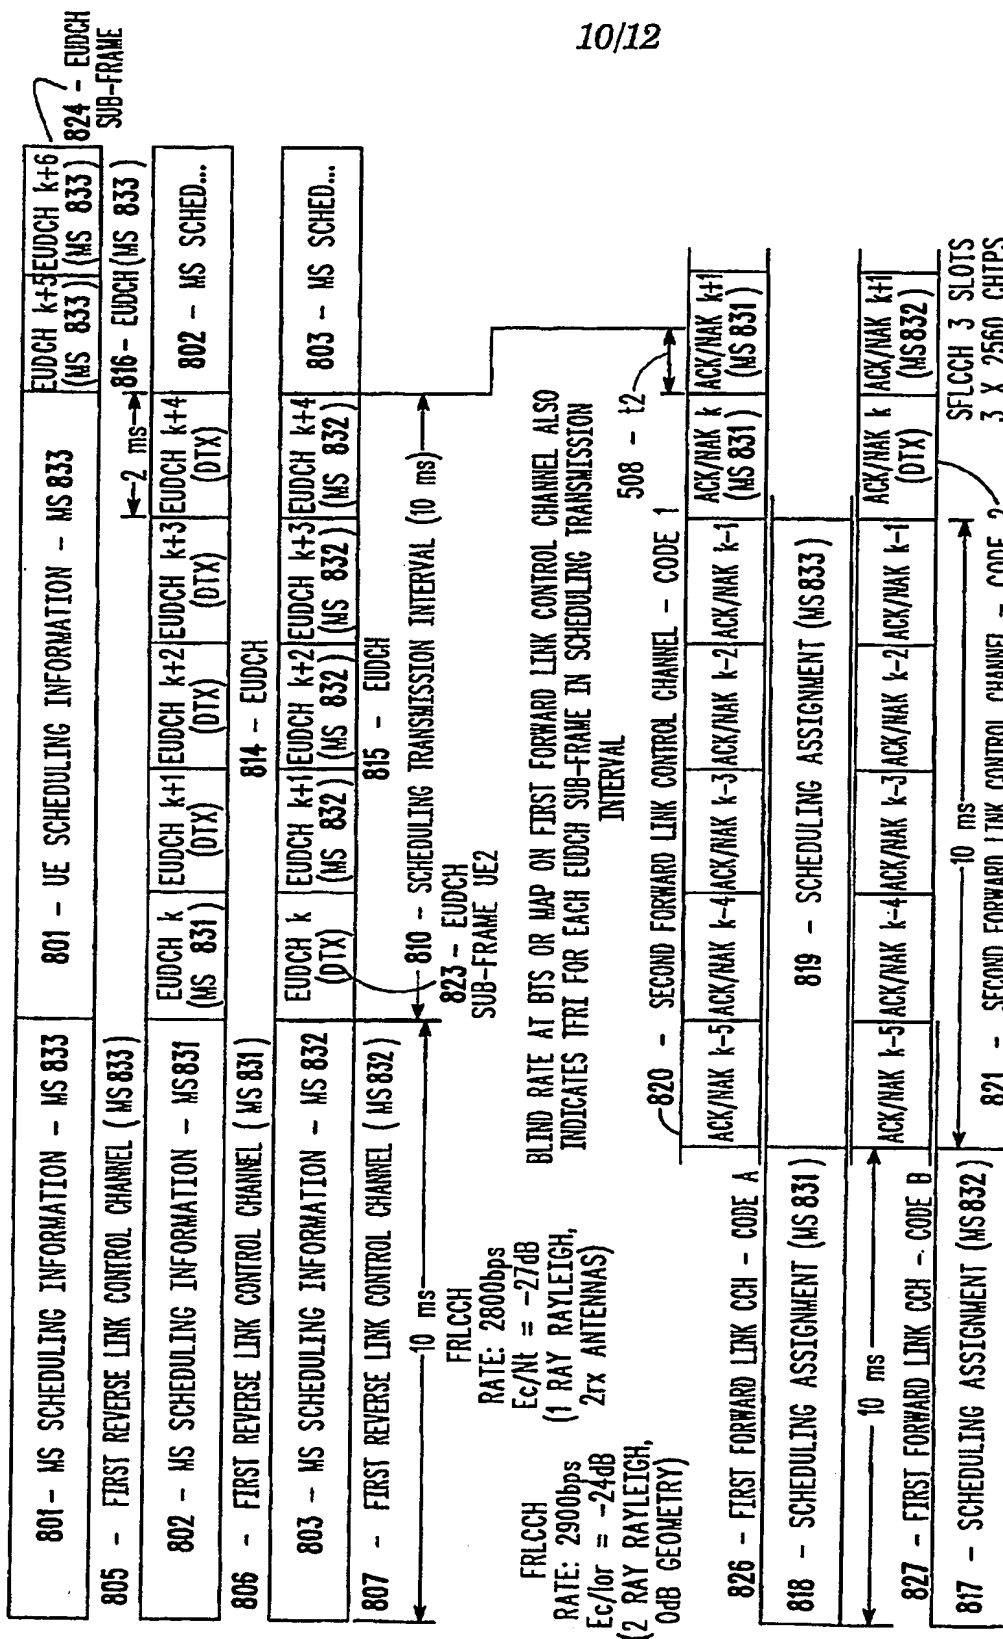 10/12
801 - MS SCHEDULING INFORMATION - MS 833
801 - UE SCHEDULING INFORMATION - MS 833
EUDCH k+5
(MS 833)
EUDCH k+6
(MS 833)
824 - EUDCH
SUB-FRAME
805 - FIRST REVERSE LINK CONTROL CHANNEL (MS 833)
2 ms
816 - EUDCH (MS 833)
802 - MS SCHEDULING INFORMATION - MS831
EUDCH k
(MS 831)
EUDCH k+1
(DTX)
EUDCH k+2
(DTX)
EUDCH k+3
(DTX)
EUDCH k+4
(DTX)
802 - MS SCHED...
806 - FIRST REVERSE LINK CONTROL CHANNEL (MS 831)
814 - EUDCH
803 - MS SCHEDULING INFORMATION - MS 832
EUDCH k
(DTX)
EUDCH k+1
(MS 832)
EUDCH k+2
(MS 832)
EUDCH k+3
(MS 832)
EUDCH k+4
(MS 832)
803 - MS SCHED...
807 - FIRST REVERSE LINK CONTROL CHANNEL (MS832)
815 - EUDCH
10 ms
810 - SCHEDULING TRANSMISSION INTERVAL (10 ms)
823 - EUDCH
SUB-FRAME UE2
FRLCCH
RATE: 2800bps
Ec/Nt = -27dB
(1 RAY RAYLEIGH,
2rx ANTENNAS)
BLIND RATE AT BTS OR MAP ON FIRST FORWARD LINK CONTROL CHANNEL ALSO
INDICATES TFRI FOR EACH EUDCH SUB-FRAME IN SCHEDULING TRANSMISSION
INTERVAL
FRLCCH
RATE: 2900bps
Ec/Ior = -24dB
(2 RAY RAYLEIGH,
0dB GEOMETRY)
508 - t2
820 - SECOND FORWARD LINK CONTROL CHANNEL - CODE 1
ACK/NAK k-5
ACK/NAK k-4
ACK/NAK k-3
ACK/NAK k-2
ACK/NAK k-1
ACK/NAK k
(MS 831)
ACK/NAK k+1
(MS 831)
826 - FIRST FORWARD LINK CCH - CODE A
818 - SCHEDULING ASSIGNMENT (MS 831)
819 - SCHEDULING ASSIGNMENT (MS 833)
10 ms
ACK/NAK k-5
ACK/NAK k-4
ACK/NAK k-3
ACK/NAK k-2
ACK/NAK k-1
ACK/NAK k
(DTX)
ACK/NAK k+1
(MS832)
827 - FIRST FORWARD LINK CCH - CODE B
10 ms
817 - SCHEDULING ASSIGNMENT (MS 832)
SFLCCH 3 SLOTS
3 X 2560 CHIPS
821 - SECOND FORWARD LINK CONTROL CHANNEL - CODE 2